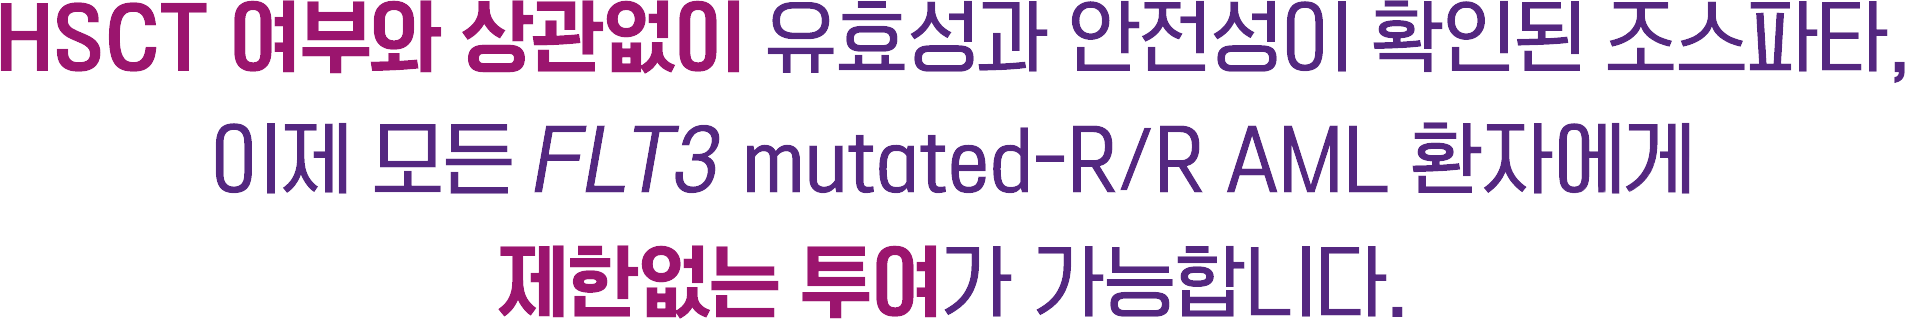 HSCT 여부와 상관없이 유효성과 안전성이 확인된 조스파타,
이제 모든 FLT3 mutated-R/R AML 환자에게
제한없는 투여가 가능합니다.